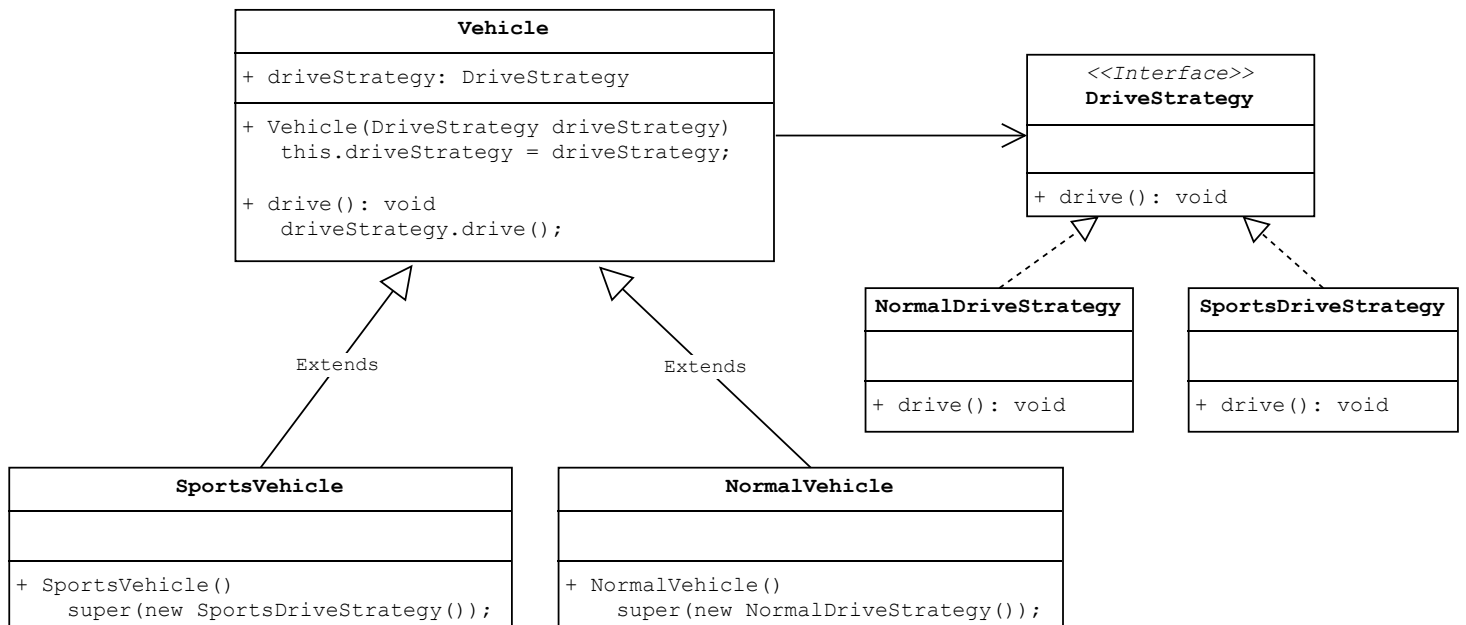 Vehicle
+ driveStrategy: DriveStrategy
+ Vehicle(DriveStrategy driveStrategy)
this.driveStrategy = driveStrategy;
+ drive(): void
driveStrategy.drive();
<<Interface>>
DriveStrategy
+ drive(): void
NormalDriveStrategy
+ drive(): void
SportsDriveStrategy
+ drive(): void
Extends
Extends
SportsVehicle
+ SportsVehicle()
super(new SportsDriveStrategy());
NormalVehicle
+ NormalVehicle()
super(new NormalDriveStrategy());